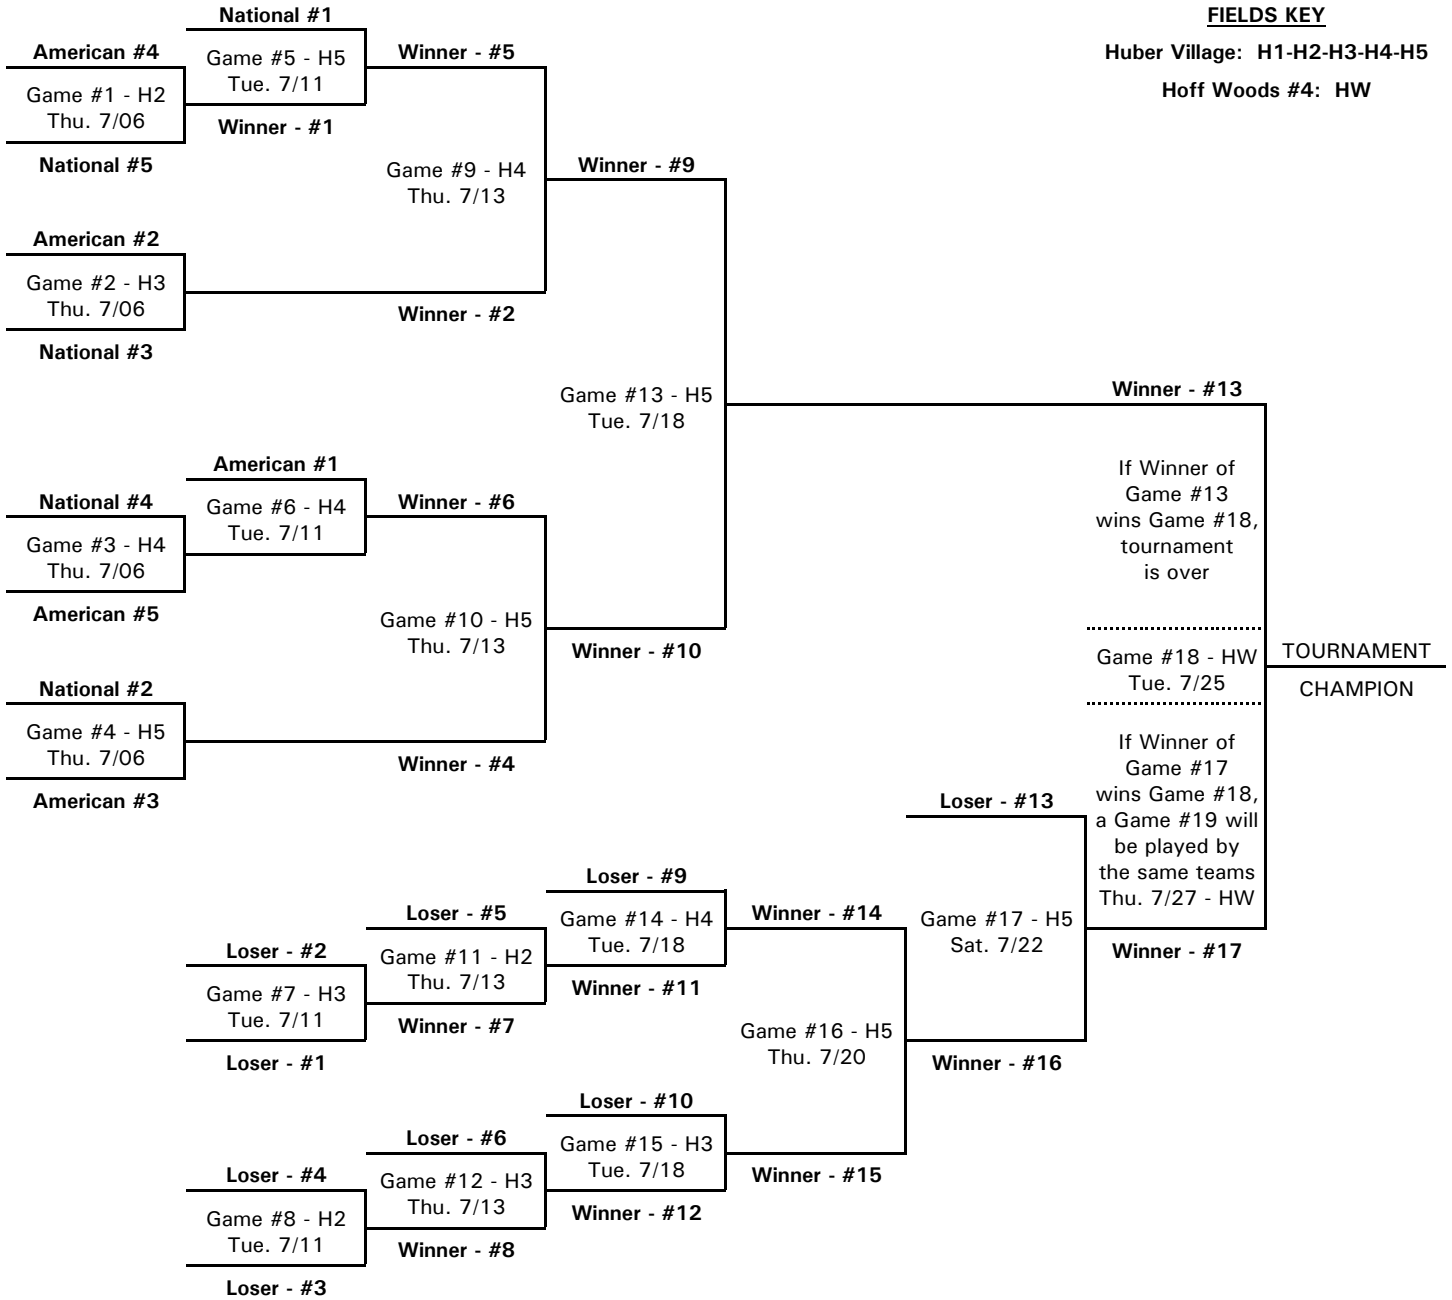 National #1
FIELDS KEY
American #4
Game #5 - H5
Tue. 7/11
Winner - #5
Huber Village:  H1-H2-H3-H4-H5
Game #1 - H2
Thu. 7/06
Hoff Woods #4:  HW
Winner - #1
National #5
Game #9 - H4
Thu. 7/13
Winner - #9
American #2
Game #2 - H3
Thu. 7/06
Winner - #2
National #3
Game #13 - H5
Tue. 7/18
Winner - #13
American #1
National #4
Game #6 - H4
Tue. 7/11
Winner - #6
If Winner of
Game #13
wins Game #18,
tournament
is over
Game #3 - H4
Thu. 7/06
American #5
Game #10 - H5
Thu. 7/13
Winner - #10
Game #18 - HW
Tue. 7/25
TOURNAMENT
CHAMPION
National #2
Game #4 - H5
Thu. 7/06
Winner - #4
American #3
If Winner of
Game #17
wins Game #18,
a Game #19 will
be played by
the same teams
Thu. 7/27 - HW
Loser - #13
Loser - #9
Loser - #5
Game #14 - H4
Tue. 7/18
Winner - #14
Game #17 - H5
Sat. 7/22
Winner - #17
Loser - #2
Game #11 - H2
Thu. 7/13
Winner - #11
Game #7 - H3
Tue. 7/11
Winner - #7
Game #16 - H5
Thu. 7/20
Loser - #1
Winner - #16
Loser - #10
Loser - #6
Game #15 - H3
Tue. 7/18
Winner - #15
Loser - #4
Game #12 - H3
Thu. 7/13
Winner - #12
Game #8 - H2
Tue. 7/11
Winner - #8
Loser - #3